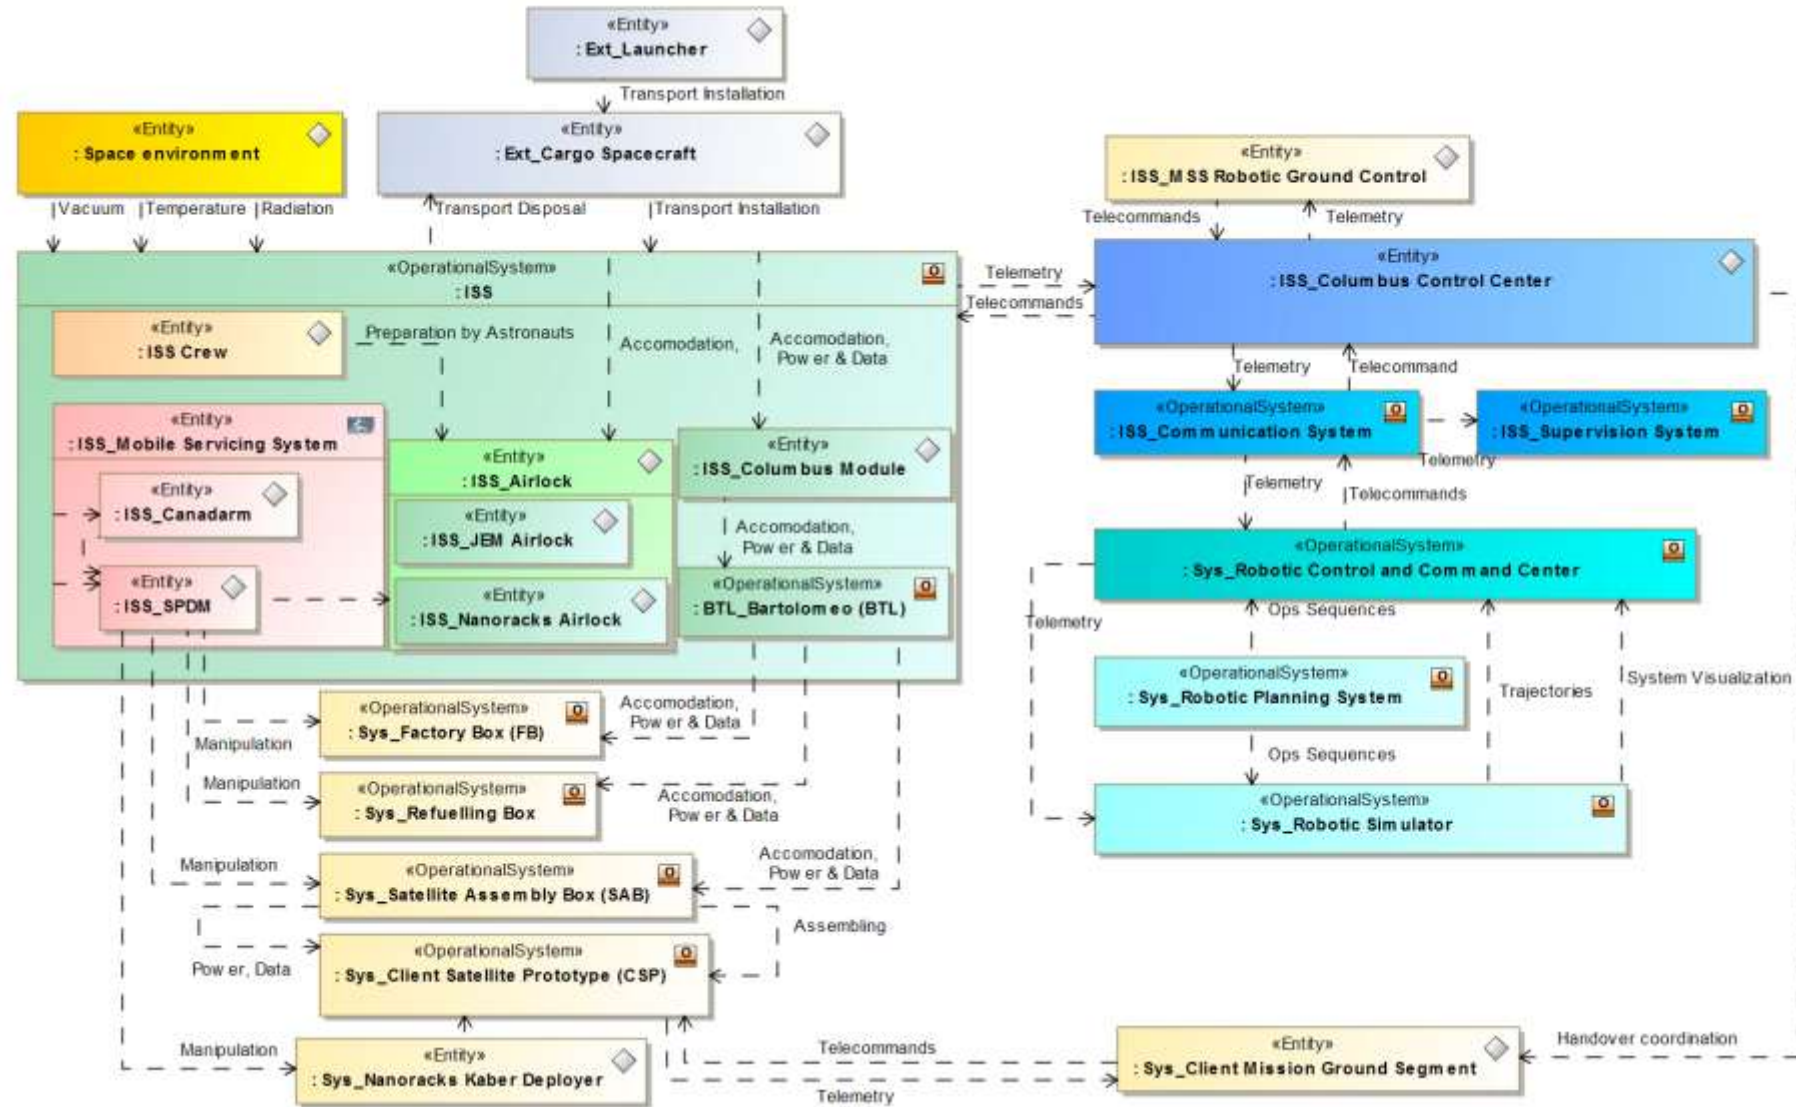 «Entity»
: Ext_Launcher
Transport Installation
«Entity»
: Space environment
«Entity»
: Ext_Cargo Spacecraft
Vacuum
Temperature
Radiation
Transport Disposal
Transport Installation
«OperationalSystem»
: ISS
«Entity»
: ISS Crew
Preparation by Astronauts
Accomodation,
Accomodation,
Power & Data
«Entity»
: ISS_Mobile Servicing System
«Entity»
: ISS_Canadarm
«Entity»
: ISS_SPDM
«Entity»
: ISS_Airlock
«Entity»
: ISS_JEM Airlock
«Entity»
: ISS_Nanoracks Airlock
«Entity»
: ISS_Columbus Module
Accomodation,
Power & Data
«OperationalSystem»
: BTL_Bartolomeo (BTL)
«OperationalSystem»
: Sys_Factory Box (FB)
Accomodation,
Power & Data
Manipulation
«OperationalSystem»
: Sys_Refuelling Box
Manipulation
Accomodation,
Power & Data
«OperationalSystem»
: Sys_Satellite Assembly Box (SAB)
Manipulation
Accomodation,
Power & Data
Assembling
Power, Data
«OperationalSystem»
: Sys_Client Satellite Prototype (CSP)
Manipulation
«Entity»
: Sys_Nanoracks Kaber Deployer
Telecommands
Telemetry
«Entity»
: ISS_MSS Robotic Ground Control
Telecommands
Telemetry
«Entity»
: ISS_Columbus Control Center
Telemetry
Telecommands
Telemetry
Telecommand
«OperationalSystem»
: ISS_Communication System
«OperationalSystem»
: ISS_Supervision System
Telemetry
Telemetry
Telecommands
«OperationalSystem»
: Sys_Robotic Control and Command Center
Ops Sequences
Telemetry
«OperationalSystem»
: Sys_Robotic Planning System
Trajectories
System Visualization
Ops Sequences
«OperationalSystem»
: Sys_Robotic Simulator
«Entity»
: Sys_Client Mission Ground Segment
Handover coordination
O
O
O
O
O
O
O
O
O
O
O